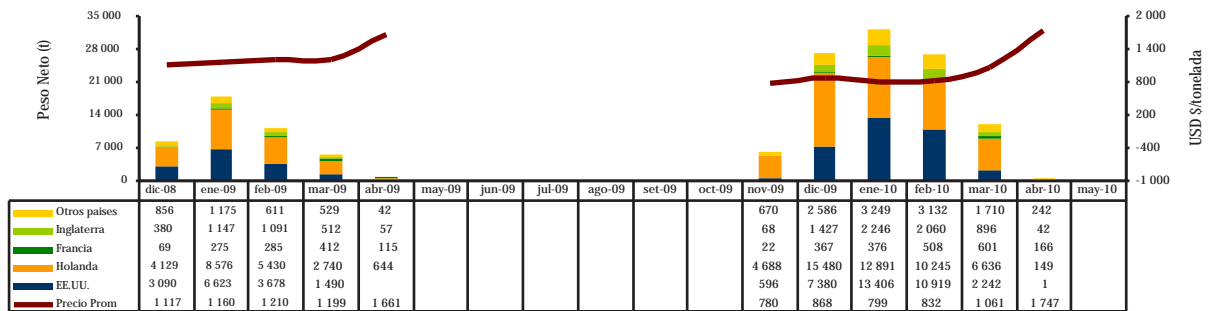 35 000
28 000
21 000
14 000
7 000
0
Peso Neto (t)
2 000
1 400
800
200
-400
-1 000
USD $/tonelada
dic-08 ene-09 feb-09 mar-09 abr-09 may-09 jun-09 jul-09 ago-09 set-09 oct-09 nov-09 dic-09 ene-10 feb-10 mar-10 abr-10 may-10
Otros paises 856 1 175 611 529 42 670 2 586 3 249 3 132 1 710 242
Inglaterra 380 1 147 1 091 512 57 68 1 427 2 246 2 060 896 42
Francia 69 275 285 412 115 22 367 376 508 601 166
Holanda 4 129 8 576 5 430 2 740 644 4 688 15 480 12 891 10 245 6 636 149
EE.UU. 3 090 6 623 3 678 1 490 596 7 380 13 406 10 919 2 242 1
Precio Prom 1 117 1 160 1 210 1 199 1 661 780 868 799 832 1 061 1 747